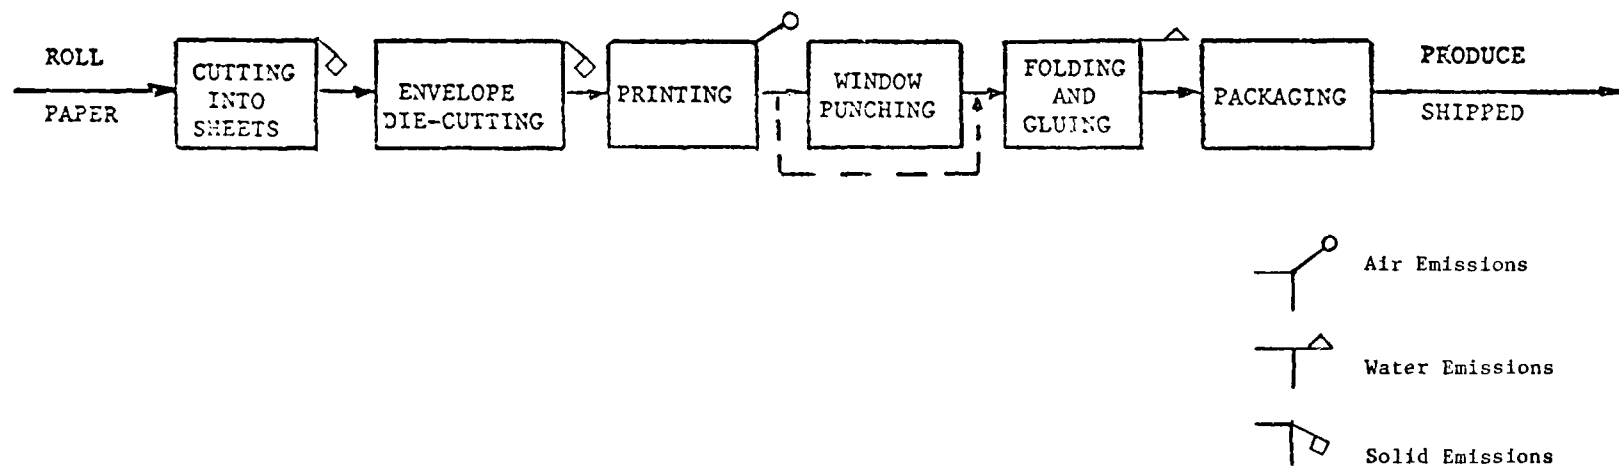 ROLL
PAPER
CUTTING
INTO
SHEETS
ENVELOPE
DIE-CUTTING
PRINTING
WINDOW
PUNCHING
FOLDING
AND
GLUING
PACKAGING
PRODUCE
SHIPPED
Air Emissions
Water Emissions
Solid Emissions